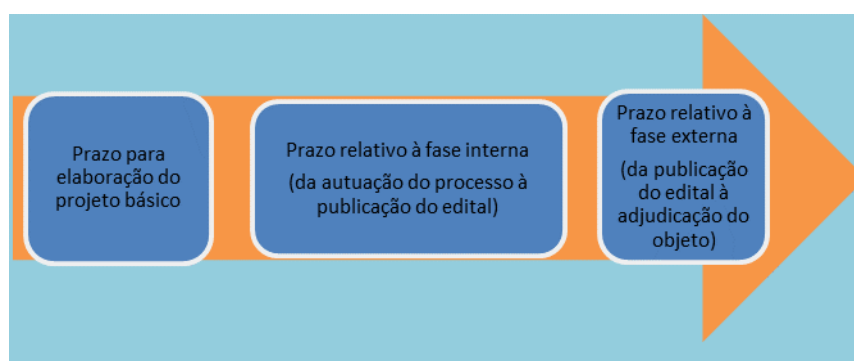 Prazo para
elaboração do
projeto básico
Prazo relativo à fase interna
(da autuação do processo à
publicação do edital)
Prazo relativo à
fase externa
(da publicação
do edital à
adjudicação do
objeto)